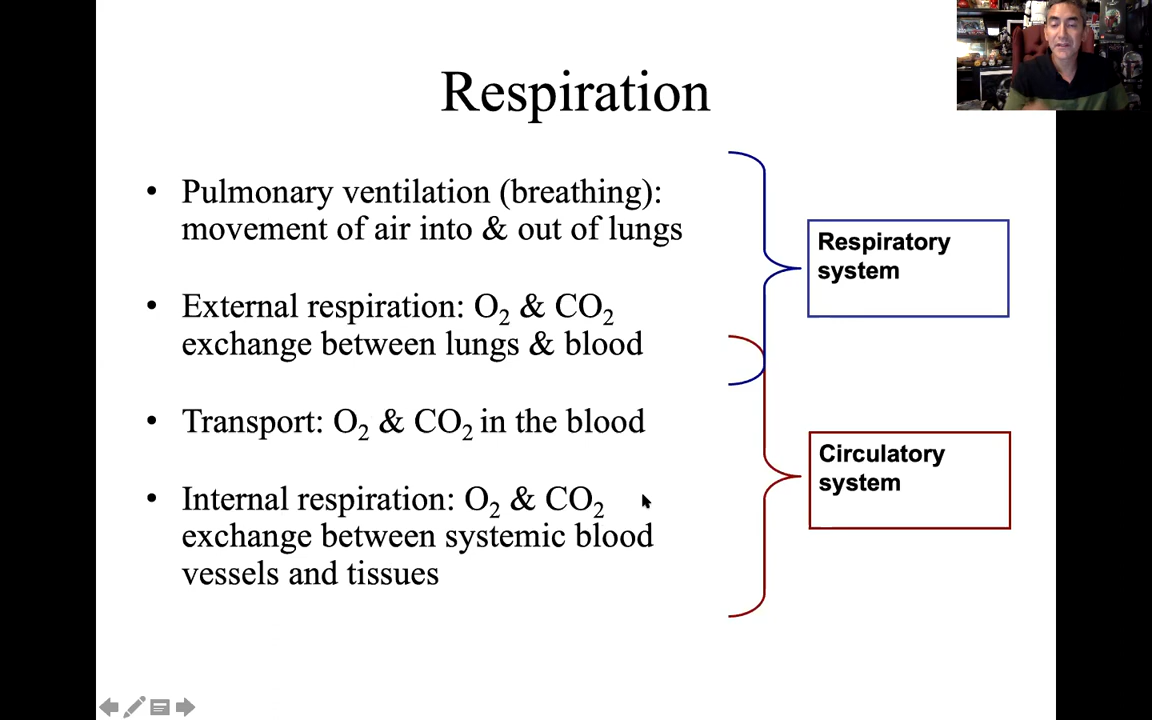 Respiration
• Pulmonary ventilation (breathing):
movement of air into & out of lungs
• External respiration: O₂ & CO₂
exchange between lungs & blood
• Transport: O₂ & CO₂ in the blood
• Internal respiration: O₂ & CO₂
exchange between systemic blood
vessels and tissues
Respiratory
system
Circulatory
system